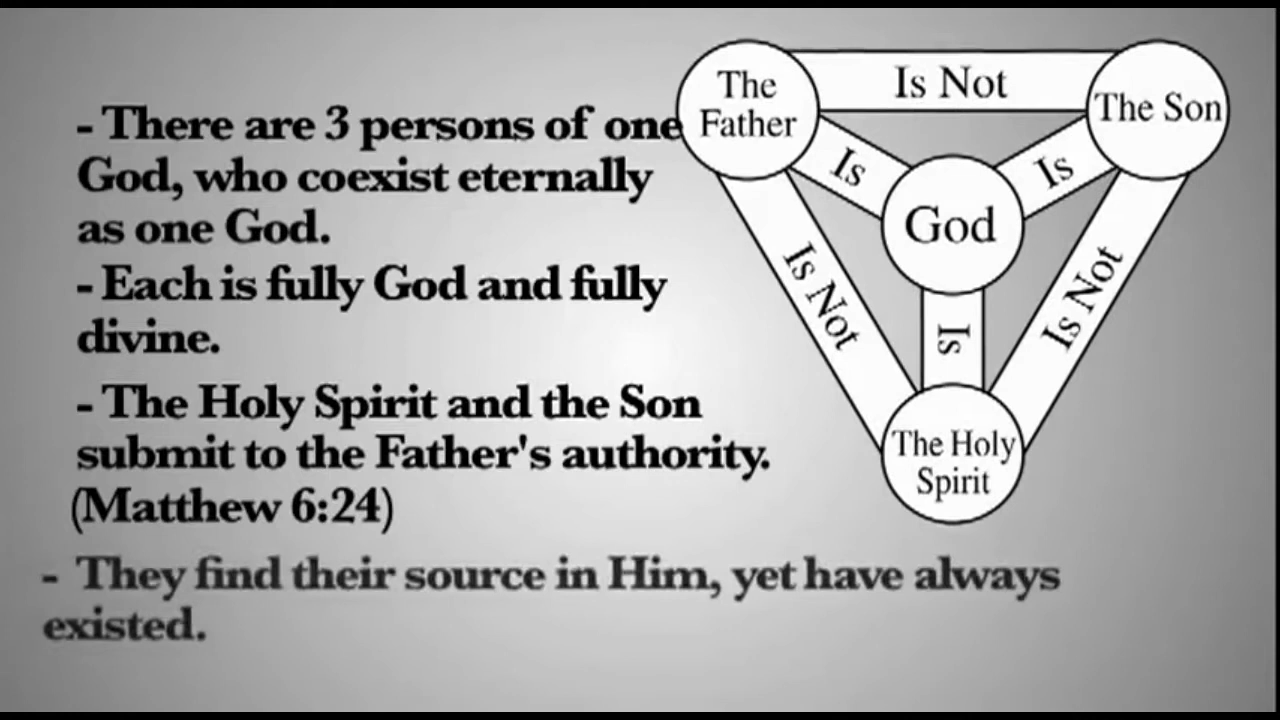 - There are 3 persons of one
God, who coexist eternally
as one God.
- Each is fully God and fully
divine.
- The Holy Spirit and the Son
submit to the Father's authority.
(Matthew 6:24)
- They find their source in Him, yet have always
existed.
The
Father
Is Not
The Son
Is
Is
God
Is Not
Is
Is Not
The Holy
Spirit